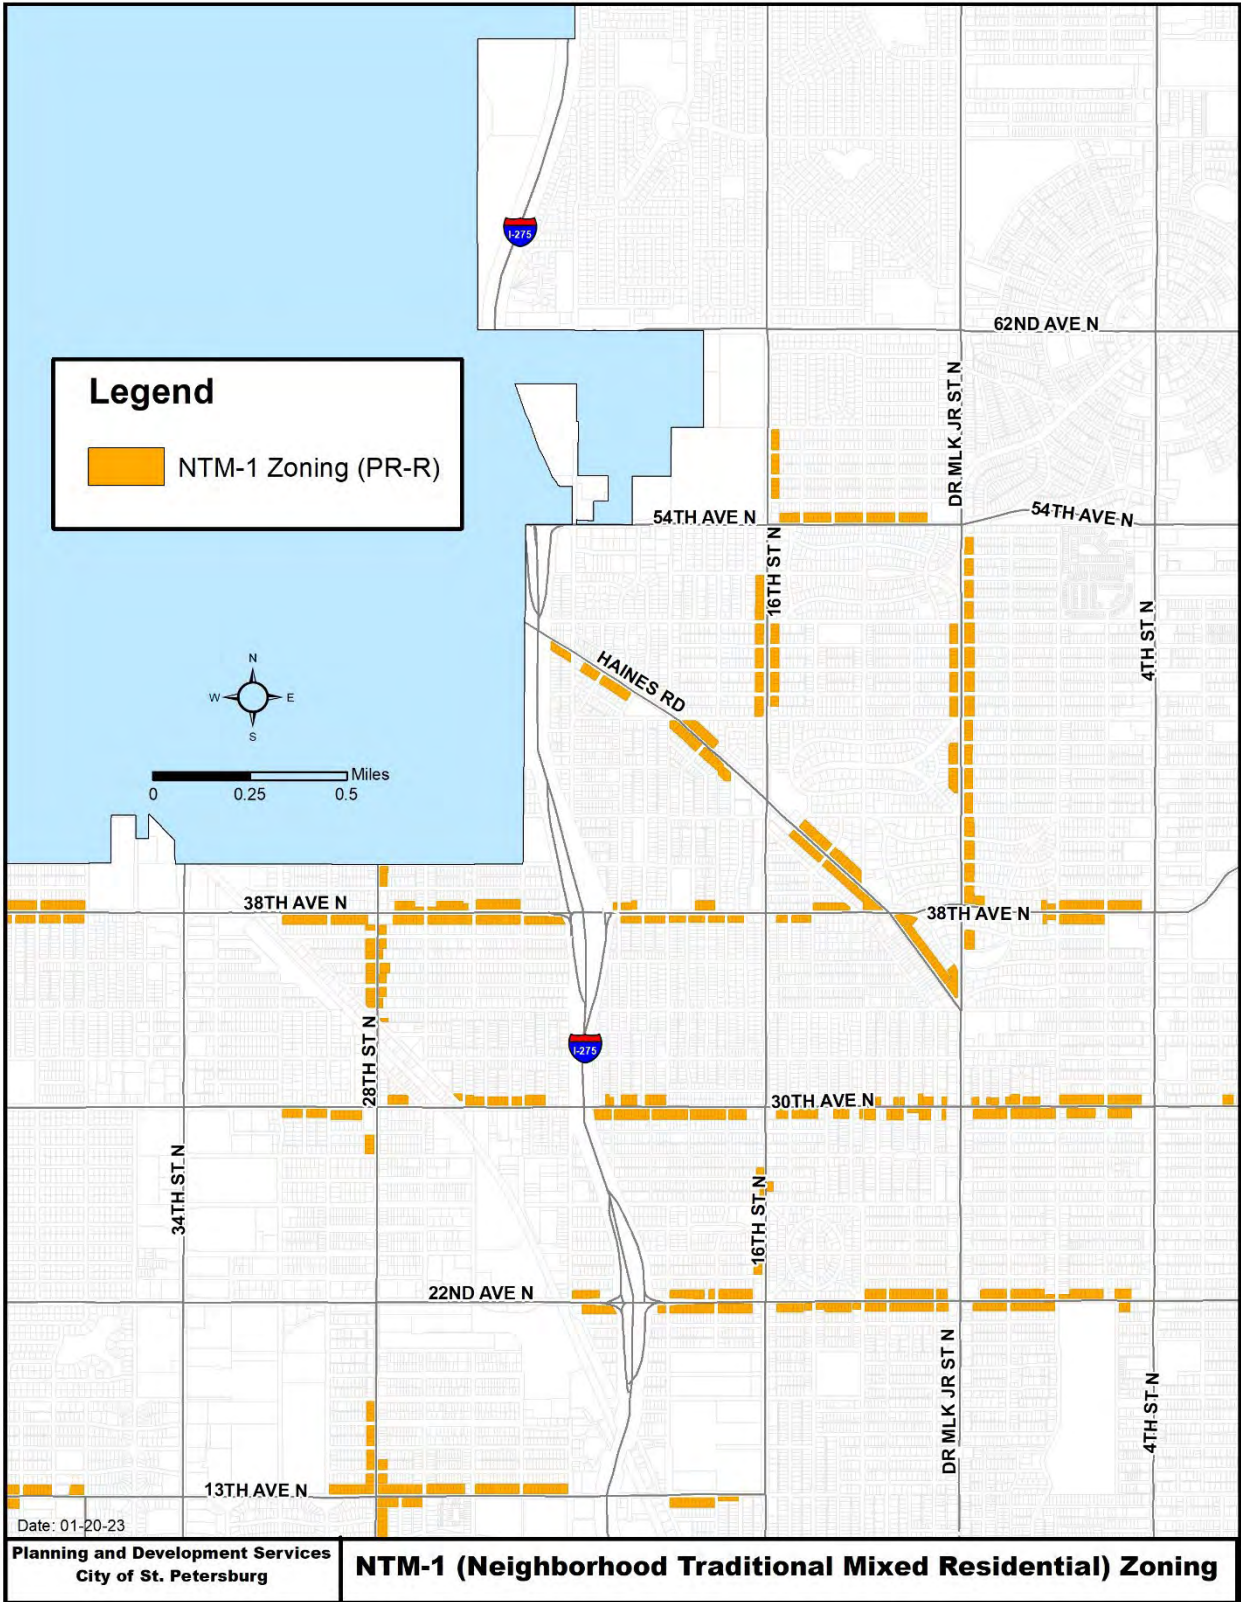 I-275
62ND AVE N
Legend
NTM-1 Zoning (PR-R)
DR MLK JR ST N
54TH AVE N
54TH AVE N
16TH ST N
4TH ST N
HAINES RD
N
W
E
S
Miles
0
0.25
0.5
38TH AVE N
38TH AVE N
28TH ST N
I-275
30TH AVE N
34TH ST N
16TH ST N
22ND AVE N
DR MLK JR ST N
4TH ST N
13TH AVE N
Date: 01-20-23
Planning and Development Services
City of St. Petersburg
NTM-1 (Neighborhood Traditional Mixed Residential) Zoning